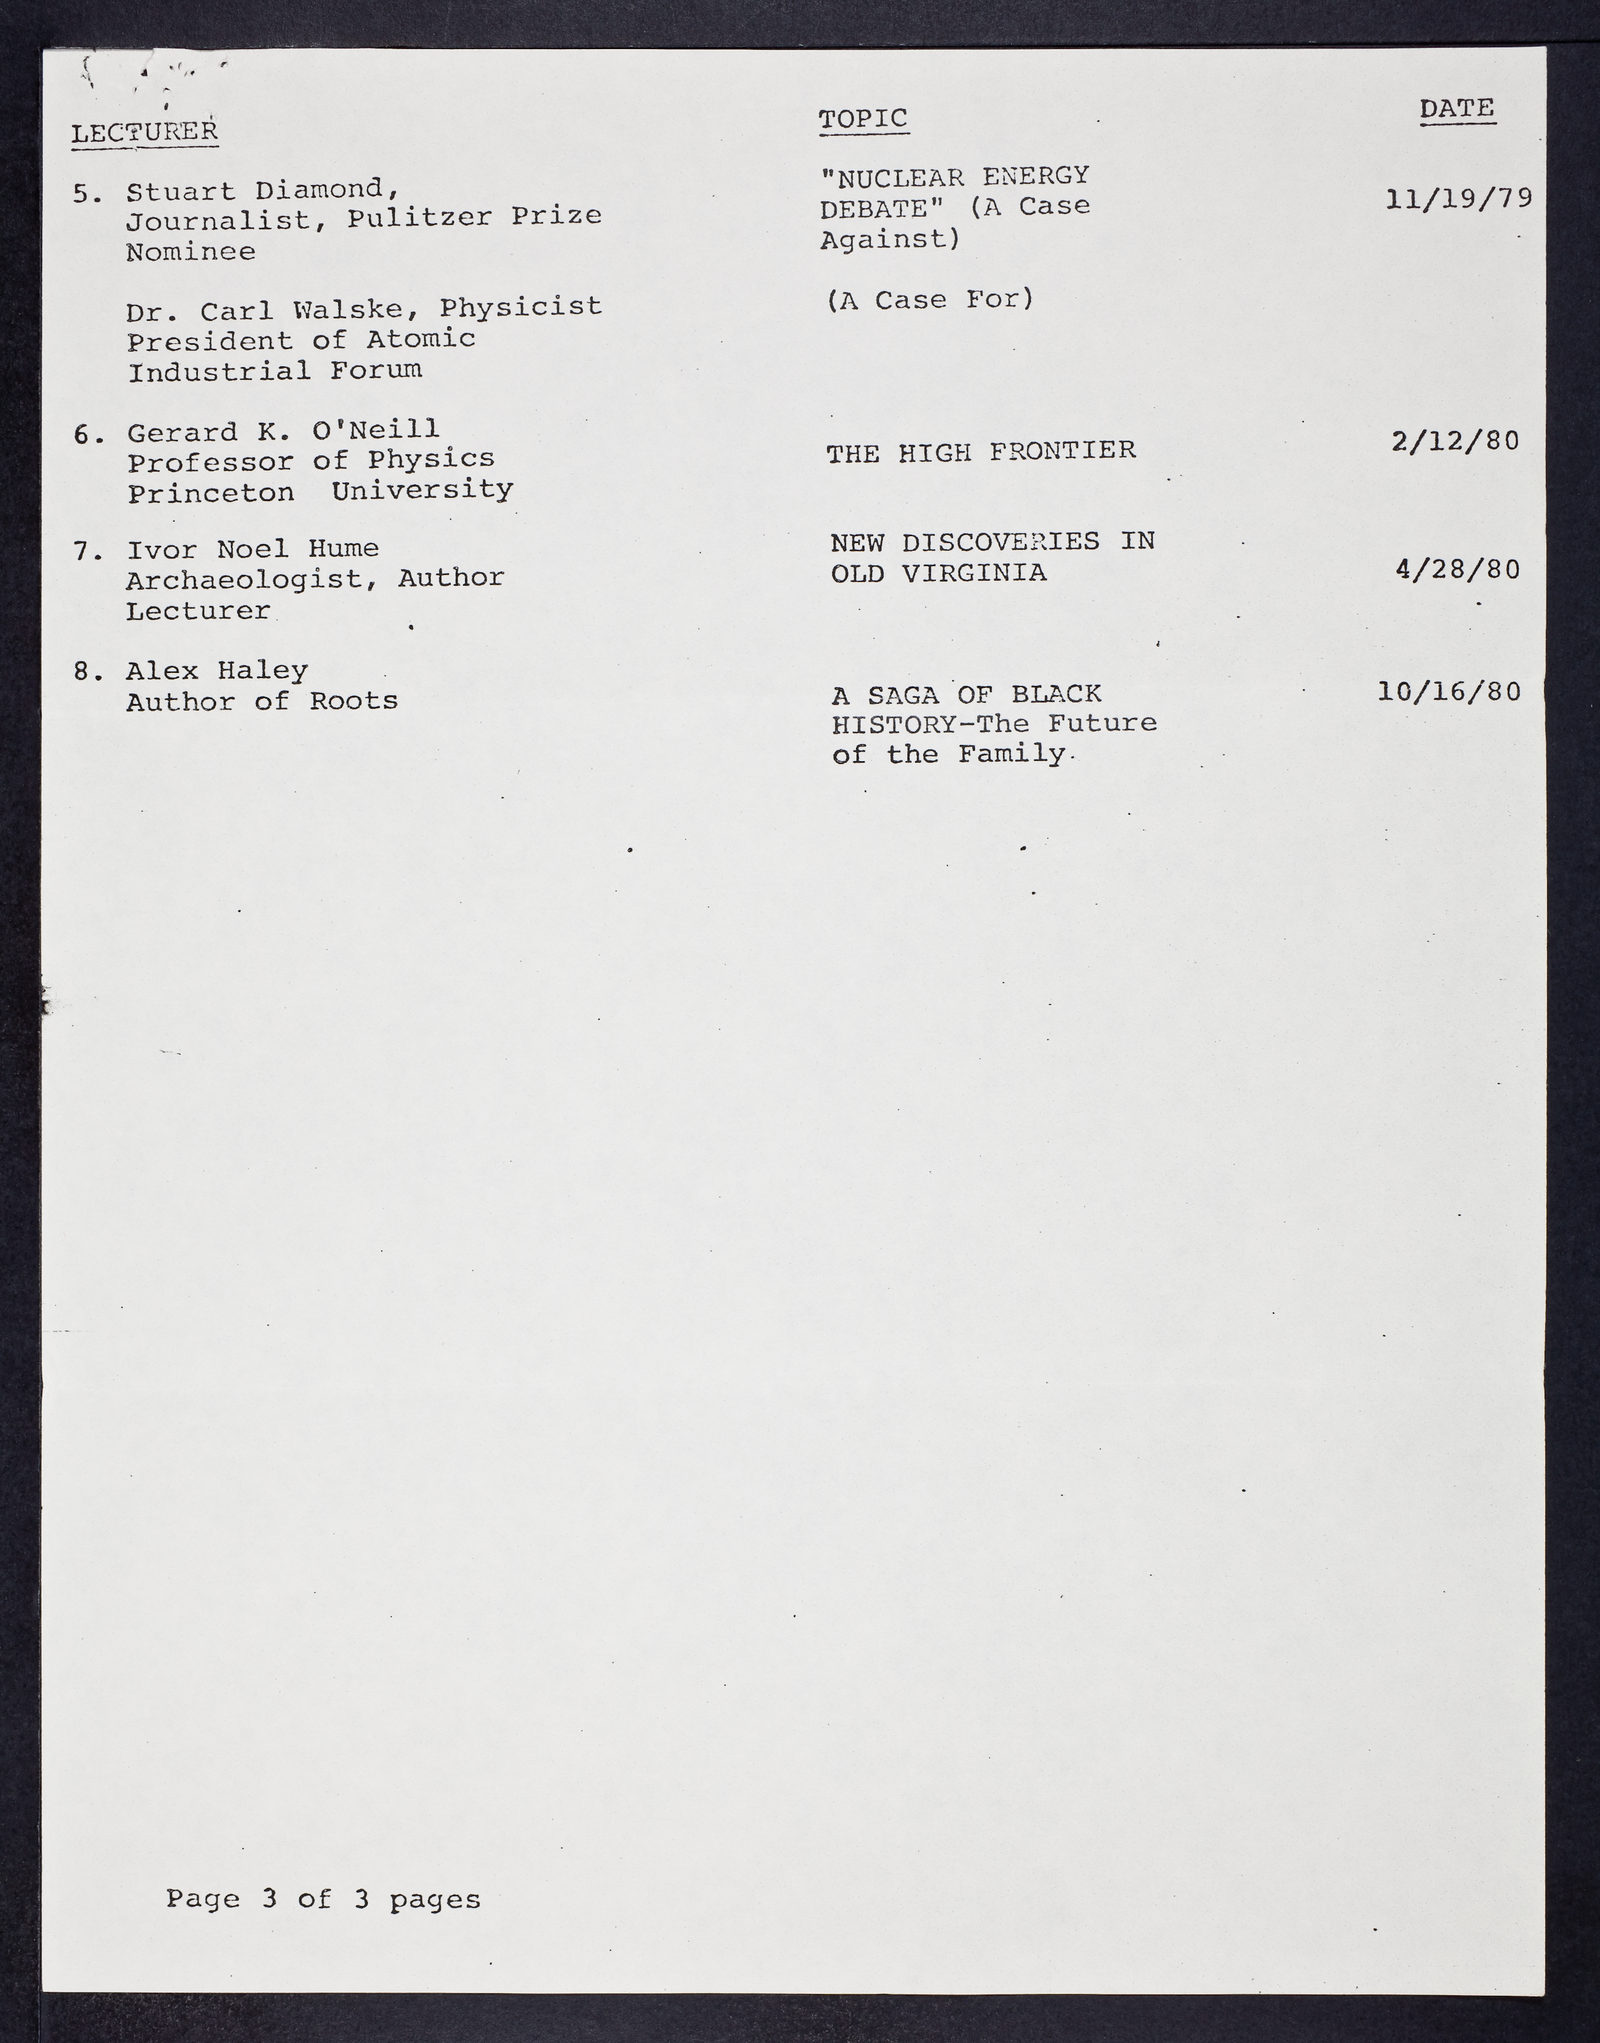 LECTURER TOPIC DATE
5. Stuart Diamond, "NUCLEAR ENERGY
Journalist, Pulitzer Prize DEBATE" (A Case 11/19/79
Nominee Against)
Dr. Carl Walske, Physicist (A Case For)
President of Atomic
Industrial Forum
6. Gerard K. O'Neill THE HIGH FRONTIER 2/12/80
Professor of Physics
Princeton University
7. Ivor Noel Hume NEW DISCOVERIES IN
Archaeologist, Author OLD VIRGINIA 4/28/80
Lecturer
8. Alex Haley
Author of Roots A SAGA OF BLACK 10/16/80
HISTORY-The Future
of the Family.
Page 3 of 3 pages